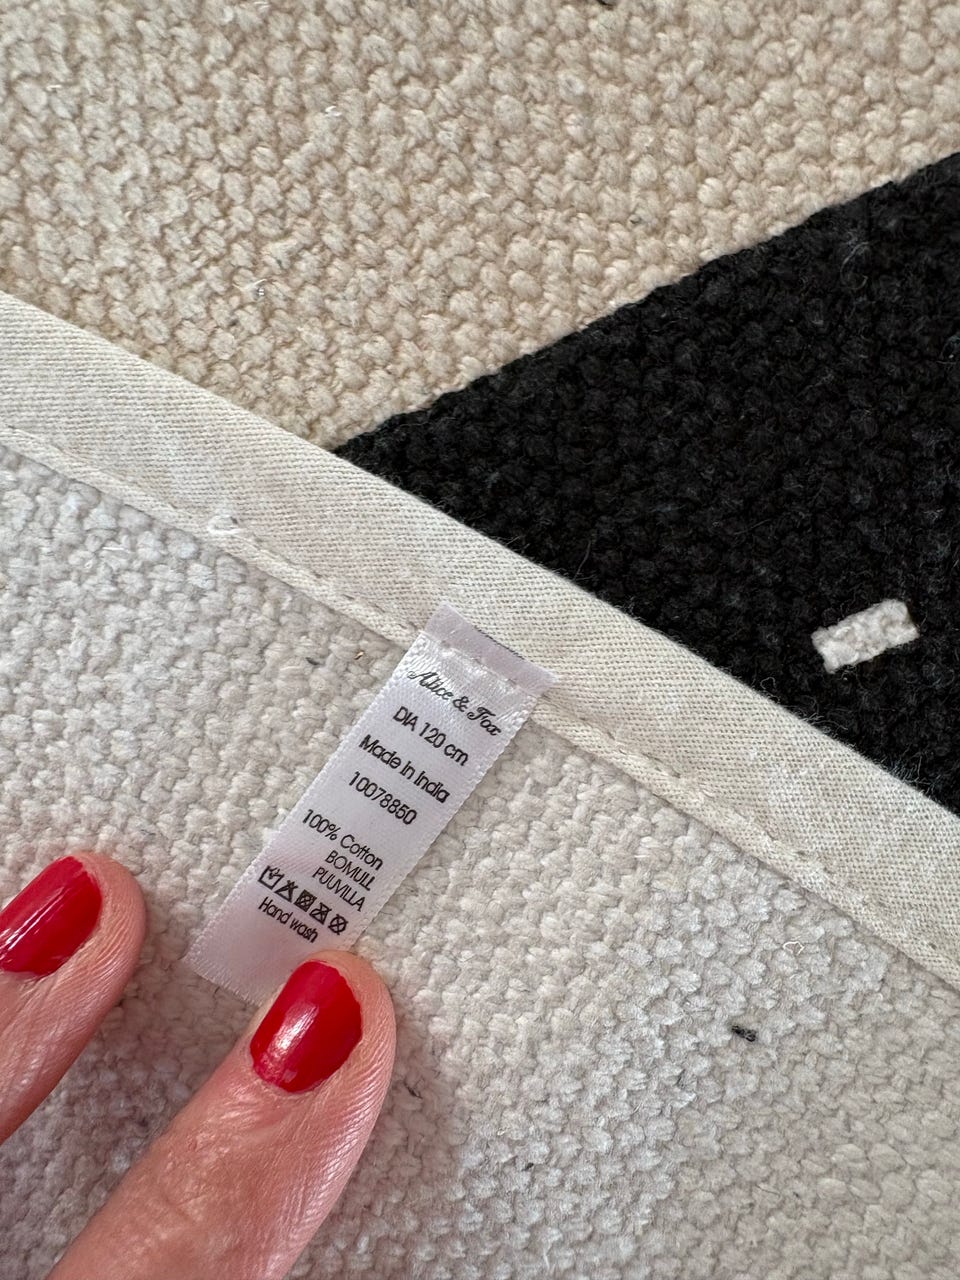 Alice & Fox
DIA 120 cm
Made in India
10078850
100% Cotton
BOMULL
PUUVILLA
Hand wash